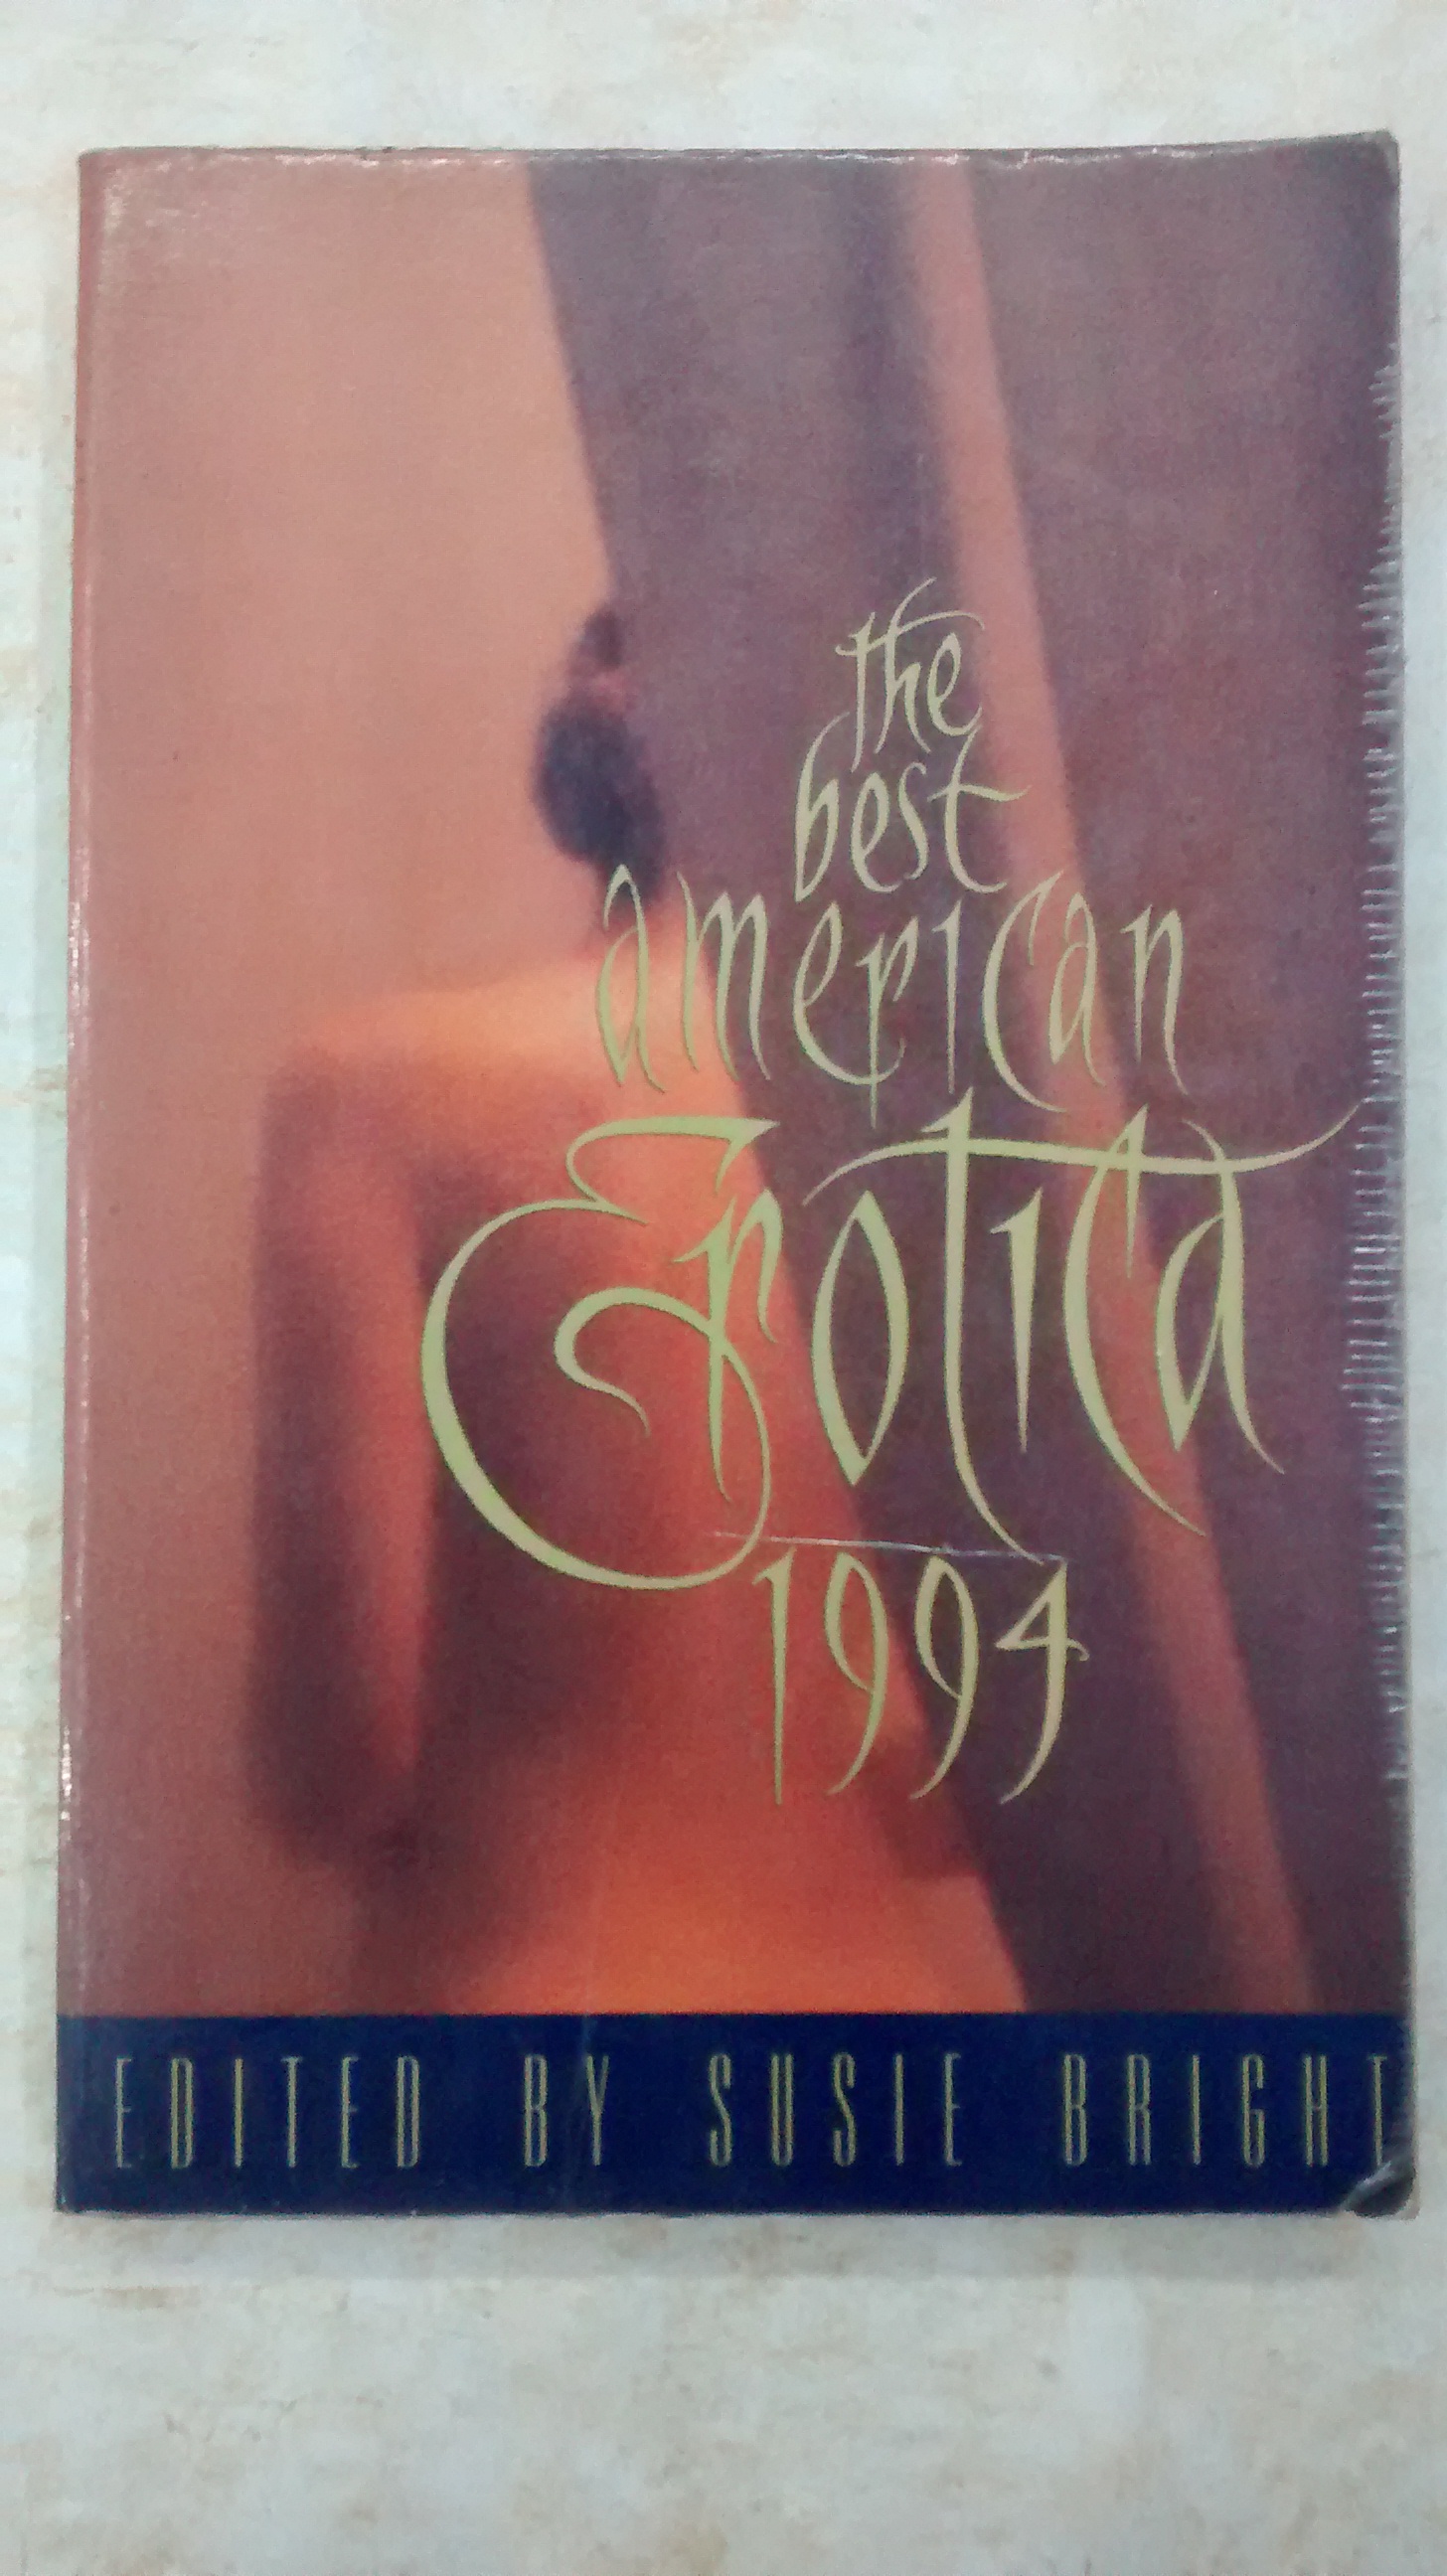 the
best
american
Erotica
1994
EDITED BY SUSIE BRIGHT